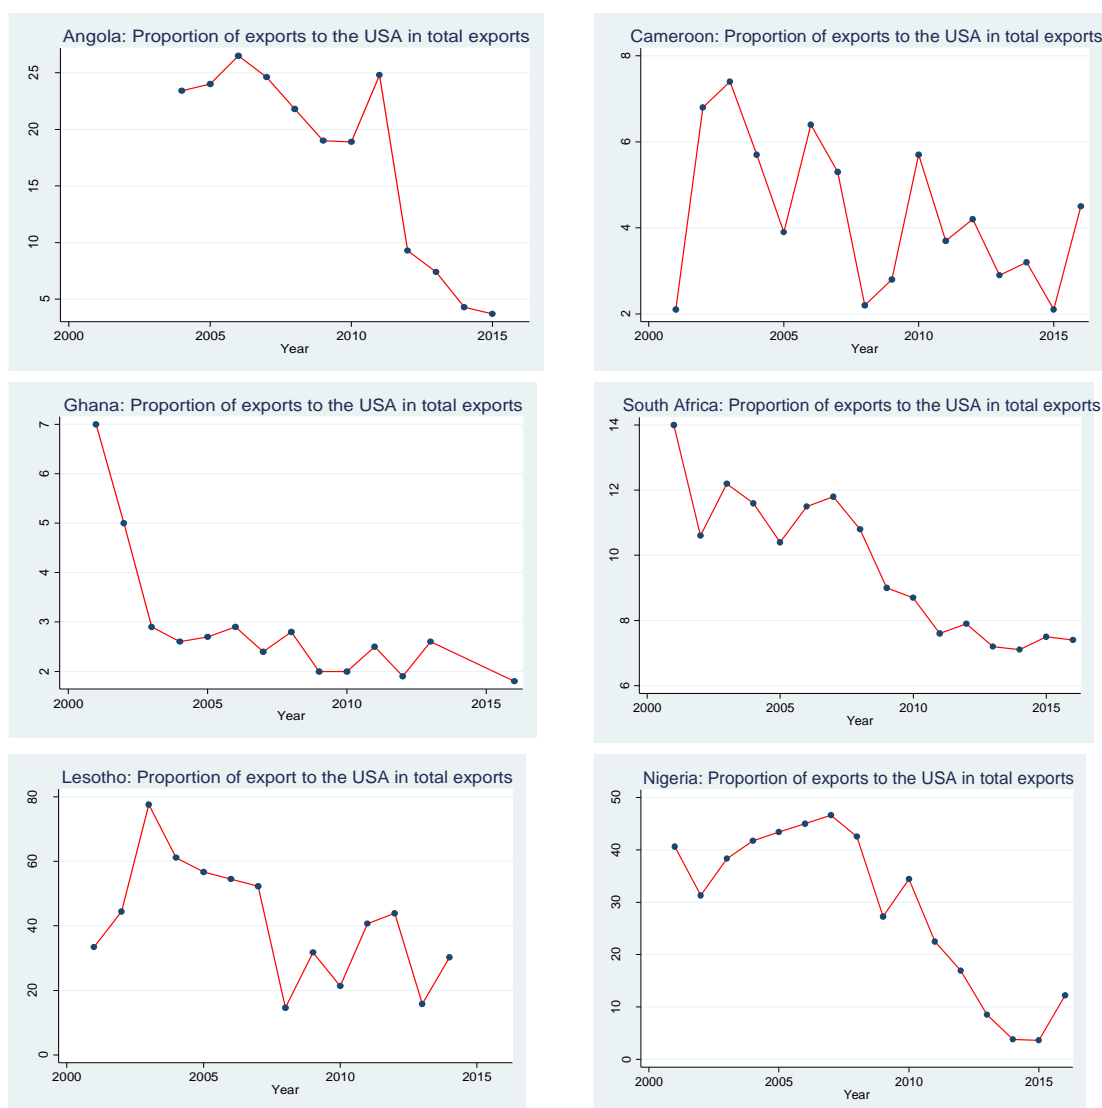 Angola: Proportion of exports to the USA in total exports
25
20
15
10
5
2000 2005 2010 2015
Year
Cameroon: Proportion of exports to the USA in total exports
8
6
4
2
2000 2005 2010 2015
Year
Ghana: Proportion of exports to the USA in total exports
7
6
5
4
3
2
2000 2005 2010 2015
Year
South Africa: Proportion of exports to the USA in total exports
14
12
10
8
6
2000 2005 2010 2015
Year
Lesotho: Proportion of export to the USA in total exports
80
60
40
20
0
2000 2005 2010 2015
Year
Nigeria: Proportion of exports to the USA in total exports
50
40
30
20
10
0
2000 2005 2010 2015
Year